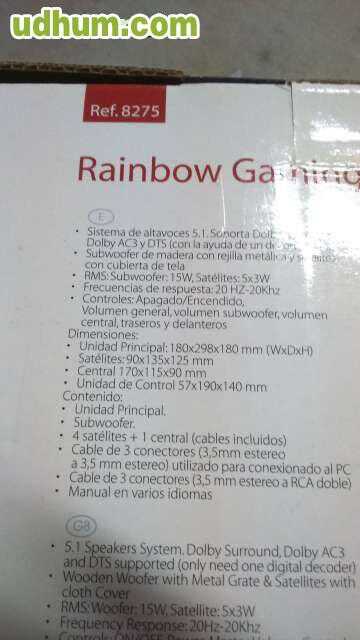 udhum.com
Ref. 8275
Rainbow Gaming
E
• Sistema de altavoces 5.1. Soporta Dolby
Dolby AC3 y DTS (con la ayuda de un
• Subwoofer de madera con rejilla metálica y
con cubierta de tela
• RMS: Subwoofer: 15W, Satélites: 5x3W
• Frecuencias de respuesta: 20 HZ-20Khz
• Controles: Apagado/Encendido,
Volumen general, volumen subwoofer, volumen
central, traseros y delanteros
Dimensiones:
• Unidad Principal: 180x298x180 mm (WxDxH)
• Satélites: 90x135x125 mm
• Central 170x115x90 mm
• Unidad de Control 57x190x140 mm
Contenido:
• Unidad Principal.
• Subwoofer.
• 4 satélites + 1 central (cables incluidos)
• Cable de 3 conectores (3,5mm estereo
a 3,5 mm estereo) utilizado para conexionado al PC
• Cable de 3 conectores (3,5 mm estereo a RCA doble)
• Manual en varios idiomas
GB
• 5.1 Speakers System. Dolby Surround, Dolby AC3
and DTS supported (only need one digital decoder)
• Wooden Woofer with Metal Grate & Satellites with
cloth Cover
• RMS: Woofer: 15W, Satellite: 5x3W
• Frequency Response: 20Hz-20Khz